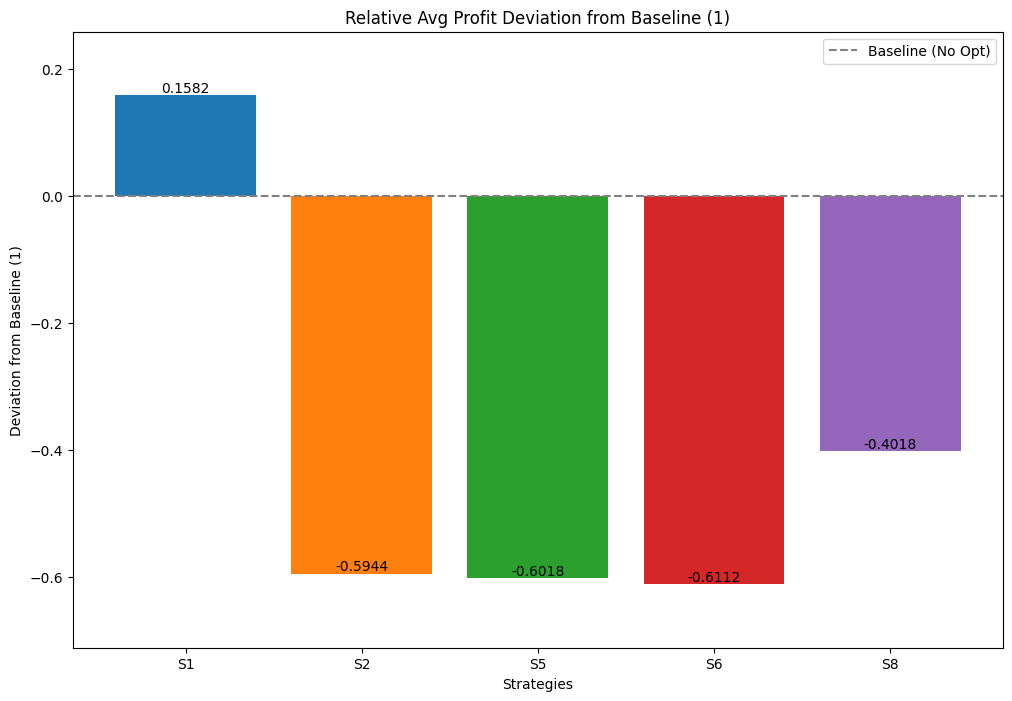 Relative Avg Profit Deviation from Baseline (1)
Baseline (No Opt)
0.2
0.1582
0.0
Deviation from Baseline (1)
−0.2
−0.4
-0.4018
−0.6
-0.5944
-0.6018
-0.6112
S1
S2
S5
S6
S8
Strategies